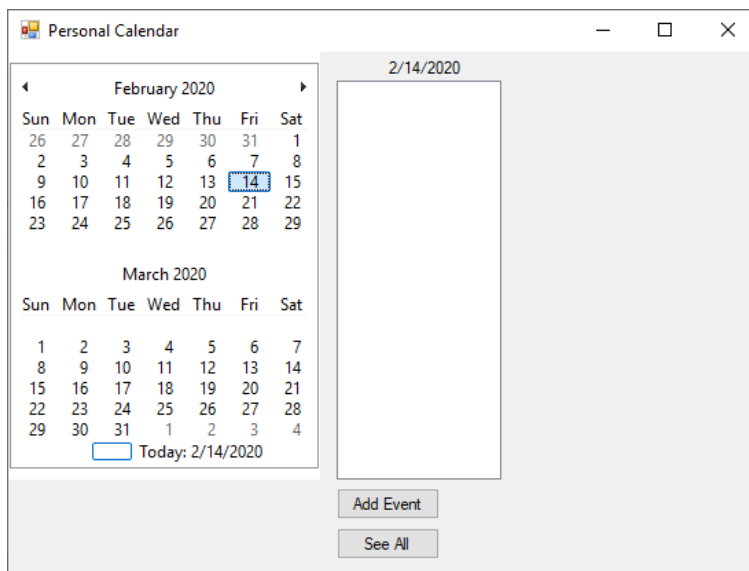 Personal Calendar
February 2020
Sun Mon Tue Wed Thu Fri Sat
26 27 28 29 30 31 1
2 3 4 5 6 7 8
9 10 11 12 13 14 15
16 17 18 19 20 21 22
23 24 25 26 27 28 29
March 2020
Sun Mon Tue Wed Thu Fri Sat
1 2 3 4 5 6 7
8 9 10 11 12 13 14
15 16 17 18 19 20 21
22 23 24 25 26 27 28
29 30 31 1 2 3 4
Today: 2/14/2020
2/14/2020
Add Event
See All